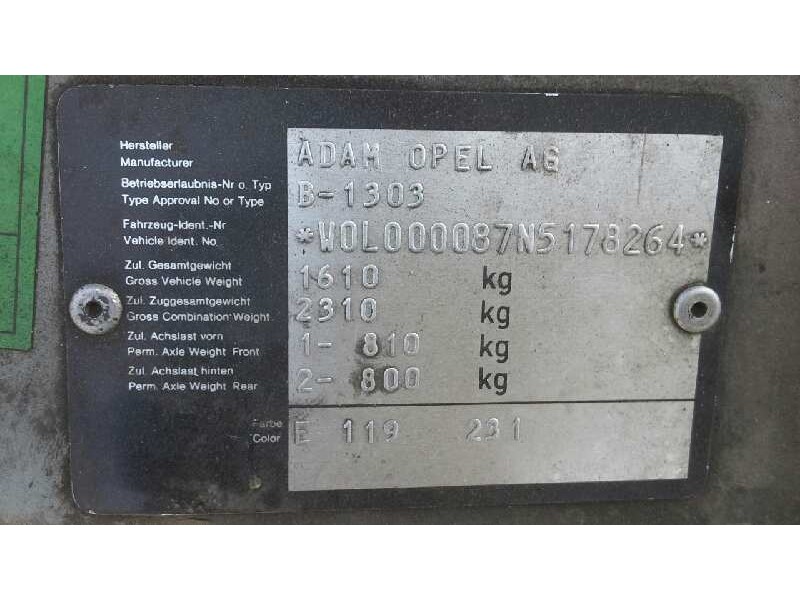 Hersteller
Manufacturer ADAM OPEL AG
Betriebserlaubnis-Nr o. Typ
Type Approval No or Type B-1303
Fahrzeug-Ident.-Nr
Vehicle Ident. No. *W0L000087N5178264*
Zul. Gesamtgewicht
Gross Vehicle Weight 1610 kg
Zul. Zuggesamtgewicht
Gross Combination Weight 2310 kg
Zul. Achslast vorn
Perm. Axle Weight Front 1- 810 kg
Zul. Achslast hinten
Perm. Axle Weight Rear 2- 800 kg
Farbe
Color E 119 231